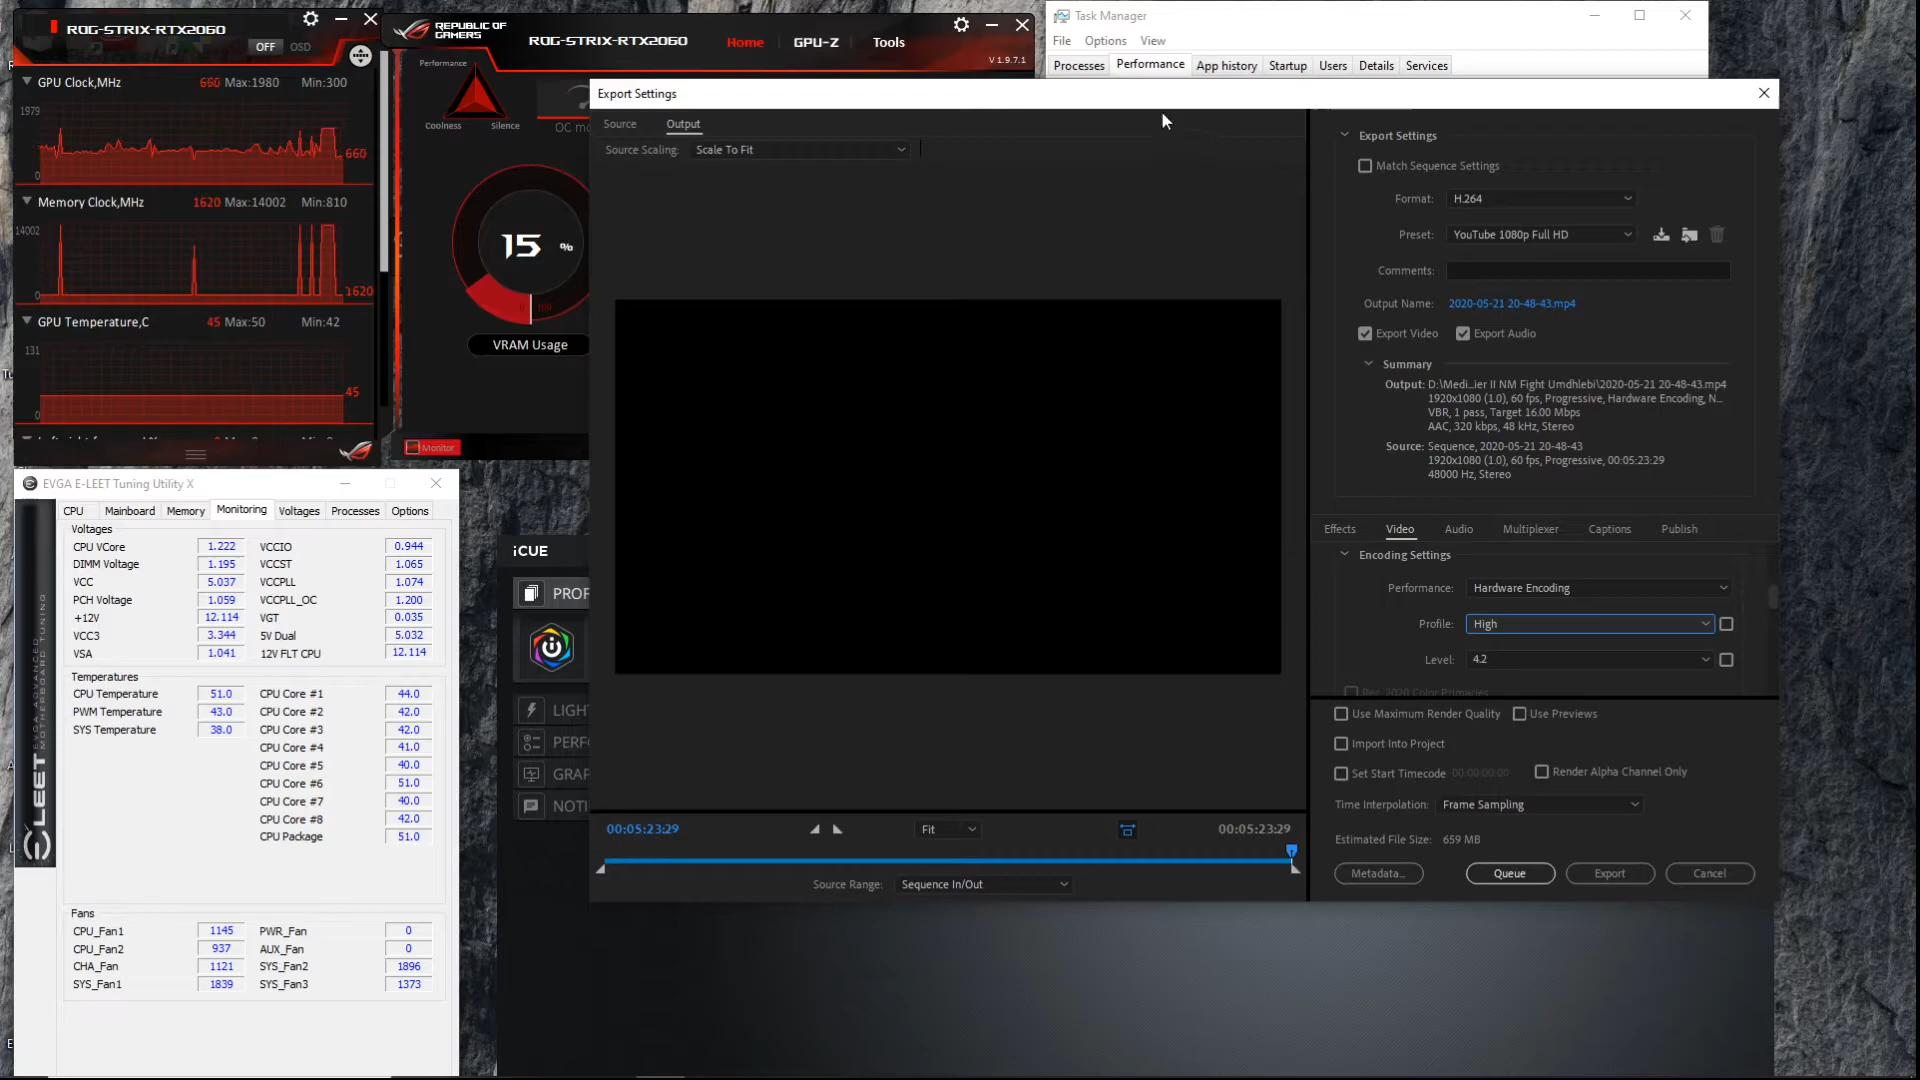 ROG-STRIX-RTX2060
OFF OSD
GPU Clock,MHz 660 Max:1980 Min:300
1979
660
0
Memory Clock,MHz 1620 Max:14002 Min:810
14002
1620
0
GPU Temperature,C 45 Max:50 Min:42
131
45
0
REPUBLIC OF
GAMERS
ROG-STRIX-RTX2060
Home GPU-Z Tools
V 1.9.7.1
Performance
Coolness Silence
OC mo
15 %
0 100
VRAM Usage
Monitor
Task Manager
File Options View
Processes Performance App history Startup Users Details Services
Export Settings
Source Output
Source Scaling: Scale To Fit
00:05:23:29 Fit 00:05:23:29
Source Range: Sequence In/Out
Export Settings
Match Sequence Settings
Format: H.264
Preset: YouTube 1080p Full HD
Comments:
Output Name: 2020-05-21 20-48-43.mp4
Export Video Export Audio
Summary
Output: D:\Medi...ier II NM Fight Umdhlebi\2020-05-21 20-48-43.mp4
1920x1080 (1.0), 60 fps, Progressive, Hardware Encoding, N...
VBR, 1 pass, Target 16.00 Mbps
AAC, 320 kbps, 48 kHz, Stereo
Source: Sequence, 2020-05-21 20-48-43
1920x1080 (1.0), 60 fps, Progressive, 00:05:23:29
48000 Hz, Stereo
Effects Video Audio Multiplexer Captions Publish
Encoding Settings
Performance: Hardware Encoding
Profile: High
Level: 4.2
Rec. 2020 Color Primaries
Use Maximum Render Quality Use Previews
Import Into Project
Set Start Timecode 00:00:00:00 Render Alpha Channel Only
Time Interpolation: Frame Sampling
Estimated File Size: 659 MB
Metadata... Queue Export Cancel
EVGA E-LEET Tuning Utility X
CPU Mainboard Memory Monitoring Voltages Processes Options
Voltages
CPU VCore 1.222 VCCIO 0.944
DIMM Voltage 1.195 VCCST 1.065
VCC 5.037 VCCPLL 1.074
PCH Voltage 1.059 VCCPLL_OC 1.200
+12V 12.114 VGT 0.035
VCC3 3.344 5V Dual 5.032
VSA 1.041 12V FLT CPU 12.114
Temperatures
CPU Temperature 51.0 CPU Core #1 44.0
PWM Temperature 43.0 CPU Core #2 42.0
SYS Temperature 38.0 CPU Core #3 42.0
CPU Core #4 41.0
CPU Core #5 40.0
CPU Core #6 51.0
CPU Core #7 40.0
CPU Core #8 42.0
CPU Package 51.0
Fans
CPU_Fan1 1145 PWR_Fan 0
CPU_Fan2 937 AUX_Fan 0
CHA_Fan 1121 SYS_Fan2 1896
SYS_Fan1 1839 SYS_Fan3 1373
ELEET
EVGA ADVANCED
MOTHERBOARD TUNING
iCUE
PROF
LIGH
PERF
GRAP
NOTI